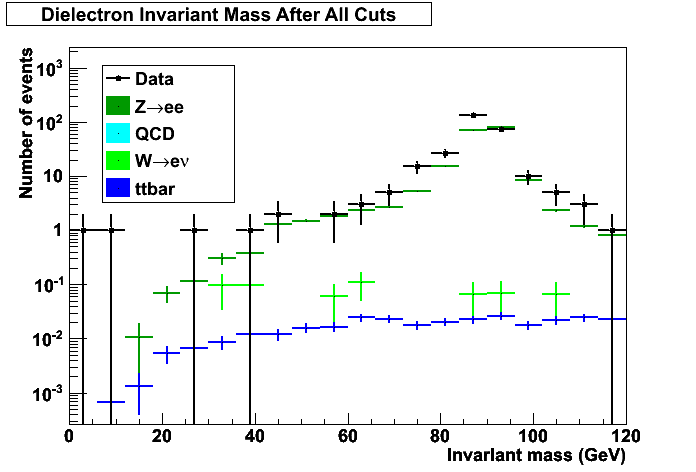 Dielectron Invariant Mass After All Cuts
Number of events
10³
10²
10
1
10⁻¹
10⁻²
10⁻³
Data
Z→ee
QCD
W→eν
ttbar
0 20 40 60 80 100 120
Invariant mass (GeV)